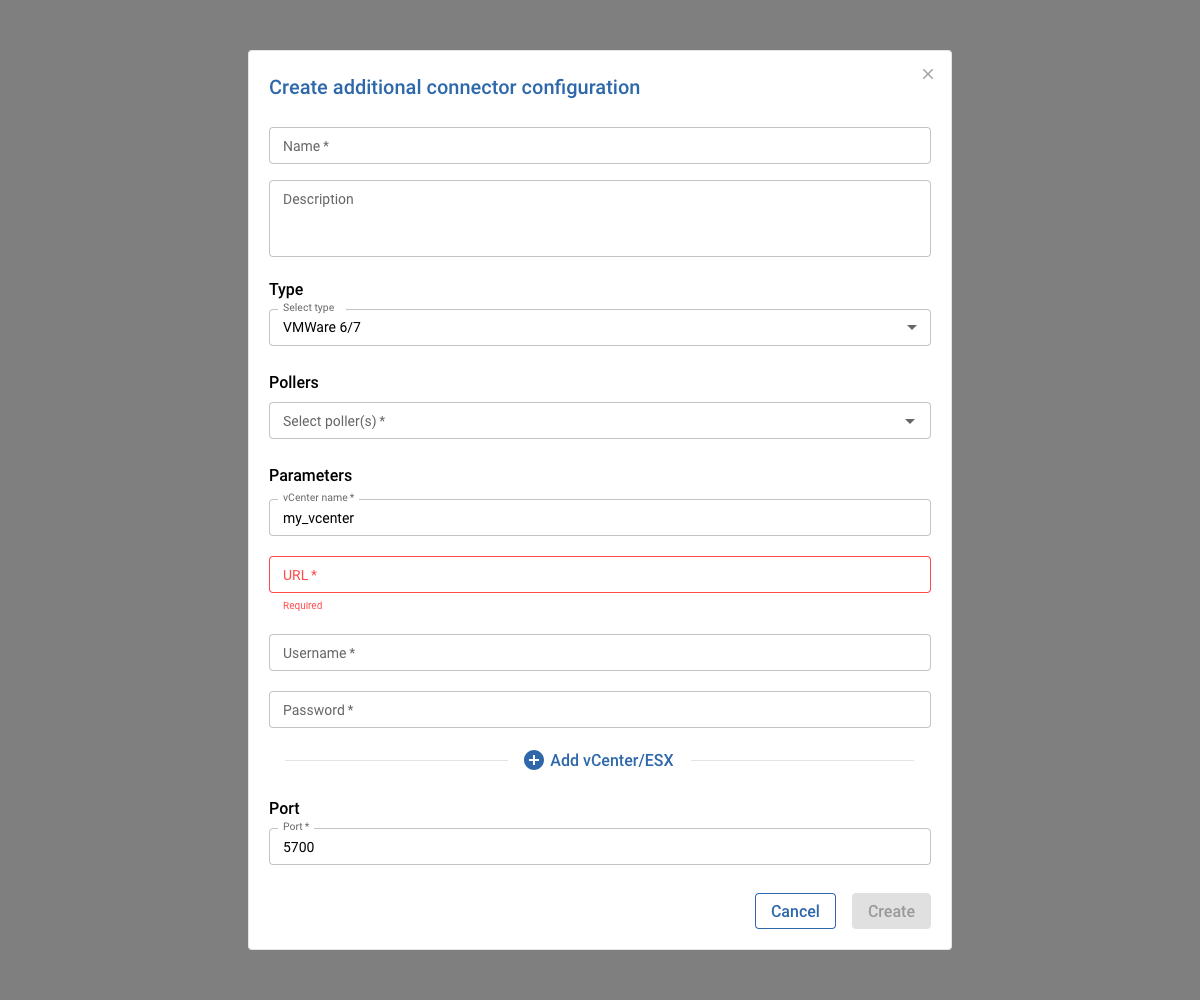 Create additional connector configuration
Name *
Description
Type
Select type
VMWare 6/7
Pollers
Select poller(s) *
Parameters
vCenter name *
my_vcenter
URL *
Required
Username *
Password *
Add vCenter/ESX
Port
Port *
5700
Cancel
Create